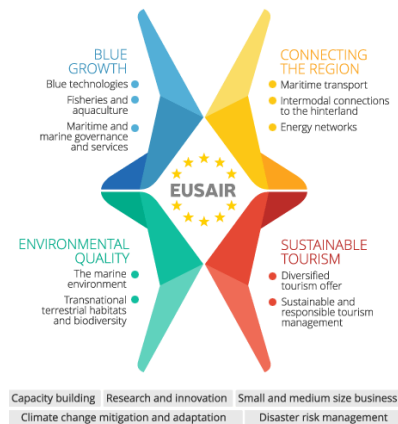 BLUE
GROWTH
Blue technologies
Fisheries and
aquaculture
Maritime and
marine governance
and services
CONNECTING
THE REGION
Maritime transport
Intermodal connections
to the hinterland
Energy networks
EUSAIR
ENVIRONMENTAL
QUALITY
The marine
environment
Transnational
terrestrial habitats
and biodiversity
SUSTAINABLE
TOURISM
Diversified
tourism offer
Sustainable and
responsible tourism
management
Capacity building
Research and innovation
Small and medium size business
Climate change mitigation and adaptation
Disaster risk management